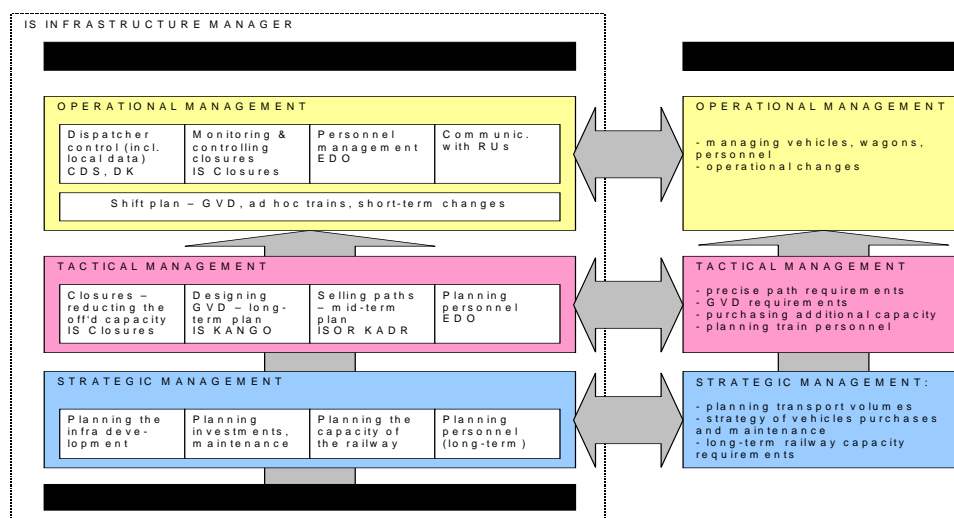 IS INFRASTRUCTURE MANAGER
OPERATIONAL MANAGEMENT
Dispatcher
control (incl.
local data)
CDS, DK
Monitoring &
controlling
closures
IS Closures
Personnel
management
EDO
Communic.
with RUs
Shift plan – GVD, ad hoc trains, short-term changes
TACTICAL MANAGEMENT
Closures –
reducting the
off'd capacity
IS Closures
Designing
GVD – long-
term plan
IS KANGO
Selling paths
– mid-term
plan
ISOR KADR
Planning
personnel
EDO
STRATEGIC MANAGEMENT
Planning the
infra deve-
lopment
Planning
investments,
maintenance
Planning the
capacity of
the railway
Planning
personnel
(long-term)
OPERATIONAL MANAGEMENT
- managing vehicles, wagons,
personnel
- operational changes
TACTICAL MANAGEMENT
- precise path requirements
- GVD requirements
- purchasing additional capacity
- planning train personnel
STRATEGIC MANAGEMENT:
- planning transport volumes
- strategy of vehicles purchases
and maintenance
- long-term railway capacity
requirements